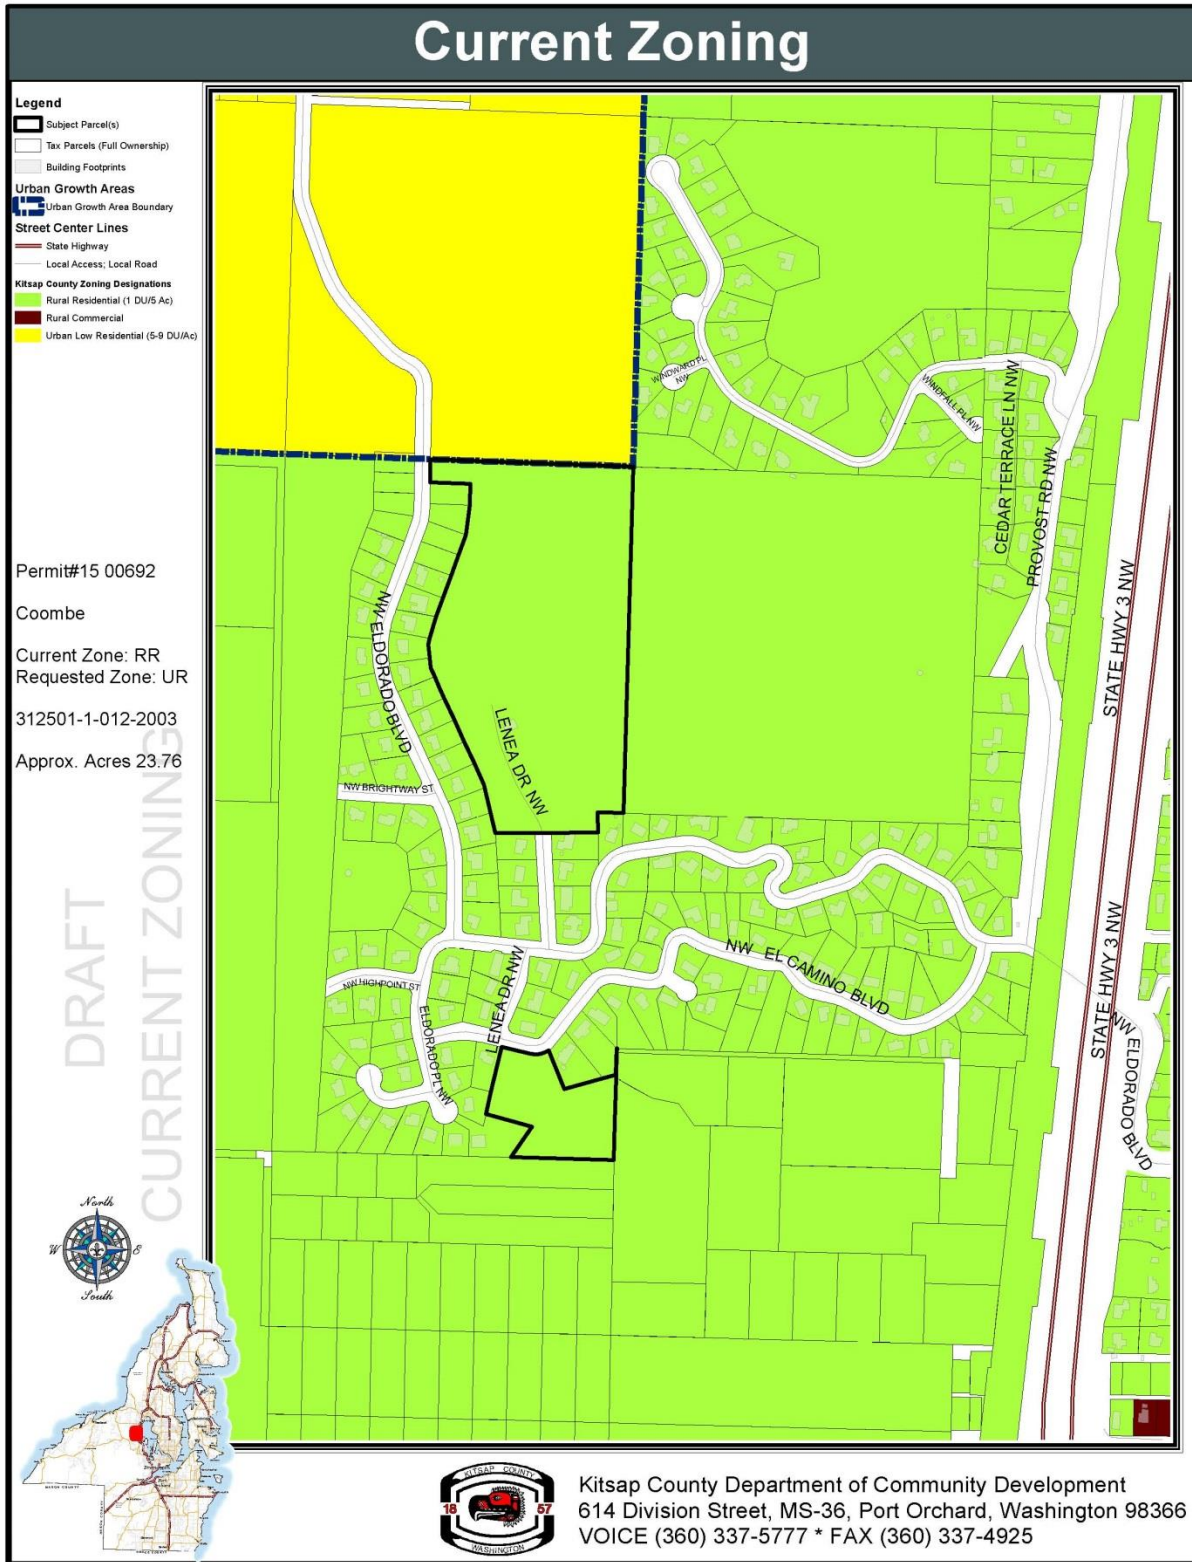 Current Zoning
Legend
Subject Parcel(s)
Tax Parcels (Full Ownership)
Building Footprints
Urban Growth Areas
Urban Growth Area Boundary
Street Center Lines
State Highway
Local Access; Local Road
Kitsap County Zoning Designations
Rural Residential (1 DU/5 Ac)
Rural Commercial
Urban Low Residential (5-9 DU/Ac)
Permit#15 00692
Coombe
Current Zone: RR
Requested Zone: UR
312501-1-012-2003
Approx. Acres 23.76
DRAFT
CURRENT ZONING
WINDWARD PL
NW
WINDFALL PL NW
CEDAR TERRACE LN NW
PROVOST RD NW
STATE HWY 3 NW
ELDORADO BLVD NW
LENEA DR NW
NW BRIGHTWAY ST
NW EL CAMINO BLVD
STATE HWY 3 NW
NW ELDORADO BLVD
NW HIGHPOINT ST
LENEA DR NW
ELDORADO PL NW
North
W
E
South
KITSAP COUNTY
18 57
WASHINGTON
Kitsap County Department of Community Development
614 Division Street, MS-36, Port Orchard, Washington 98366
VOICE (360) 337-5777 * FAX (360) 337-4925